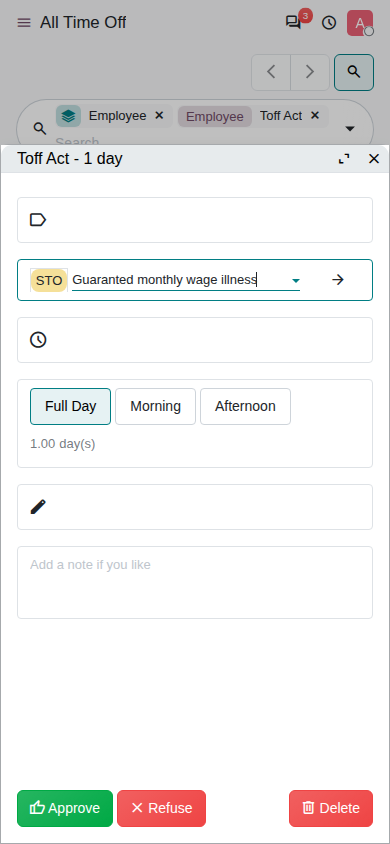 All Time Off
3
A
Employee × Employee Toff Act ×
Search...
Toff Act - 1 day
STO Guaranted monthly wage illness
Full Day Morning Afternoon
1.00 day(s)
Add a note if you like
Approve Refuse Delete